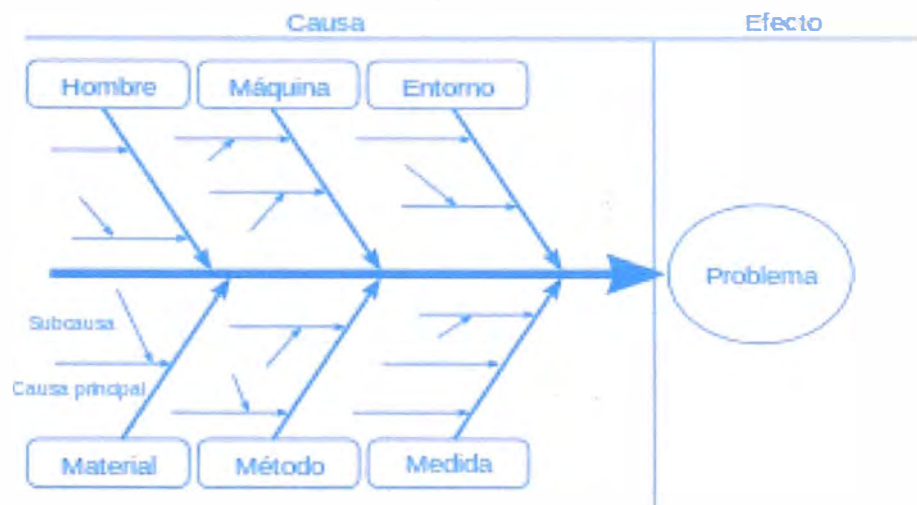 Causa
Efecto
Hombre
Máquina
Entorno
Problema
Subcausa
Causa principal
Material
Método
Medida